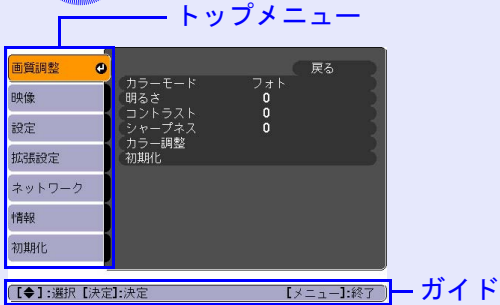 トップメニュー
画質調整
映像
設定
拡張設定
ネットワーク
情報
初期化
戻る
カラーモード フォト
明るさ 0
コントラスト 0
シャープネス 0
カラー調整
初期化
【◆】:選択 【決定】:決定 【メニュー】:終了
ガイド